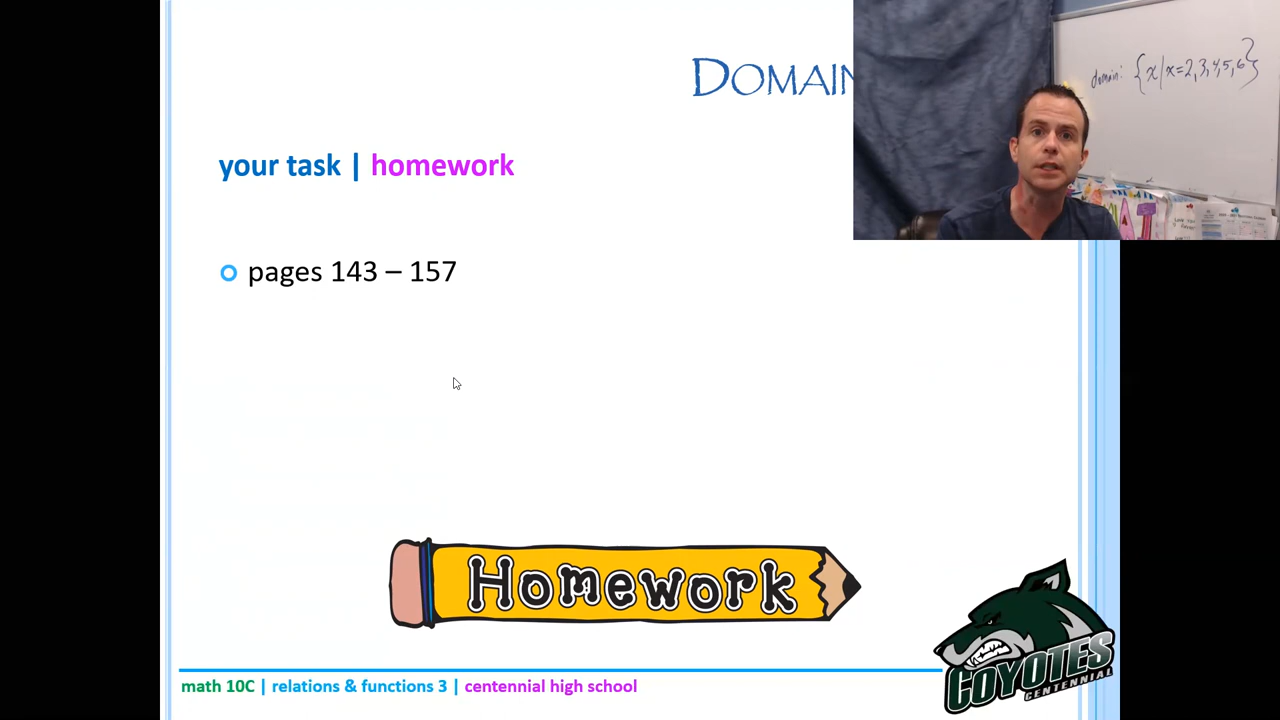 DOMAIN
domain: {x|x=2,3,4,5,6}
your task | homework
pages 143 – 157
Homework
COYOTES
CENTENNIAL
math 10C | relations & functions 3 | centennial high school